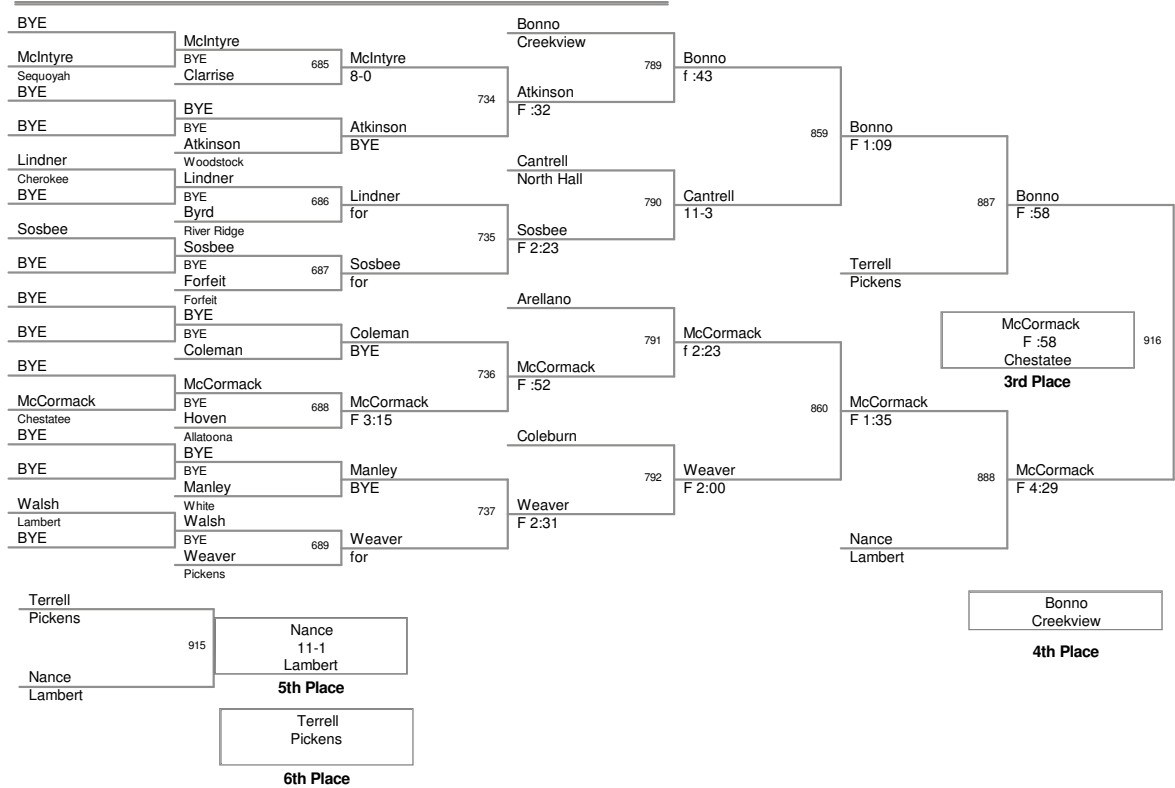 BYE
McIntyre
Sequoyah
BYE
BYE
Lindner
Cherokee
BYE
Sosbee
BYE
BYE
BYE
BYE
McCormack
Chestatee
BYE
BYE
Walsh
Lambert
BYE
McIntyre
BYE
685
Clarrise
BYE
BYE
Atkinson
Woodstock
Lindner
BYE
686
Byrd
River Ridge
Sosbee
BYE
687
Forfeit
Forfeit
BYE
BYE
Coleman
McCormack
BYE
688
Hoven
Allatoona
BYE
BYE
Manley
White
Walsh
BYE
689
Weaver
Pickens
McIntyre
8-0
734
Atkinson
BYE
Lindner
for
735
Sosbee
for
Coleman
BYE
736
McCormack
F 3:15
Manley
BYE
737
Weaver
for
Bonno
Creekview
789
Atkinson
F :32
Cantrell
North Hall
790
Sosbee
F 2:23
Arellano
791
McCormack
F :52
Coleburn
792
Weaver
F 2:31
Bonno
f :43
859
Cantrell
11-3
McCormack
f 2:23
860
Weaver
F 2:00
Bonno
F 1:09
887
Terrell
Pickens
McCormack
F 1:35
888
Nance
Lambert
Bonno
F :58
McCormack
F :58
Chestatee
916
3rd Place
McCormack
F 4:29
Bonno
Creekview
4th Place
Terrell
Pickens
915
Nance
Lambert
Nance
11-1
Lambert
5th Place
Terrell
Pickens
6th Place